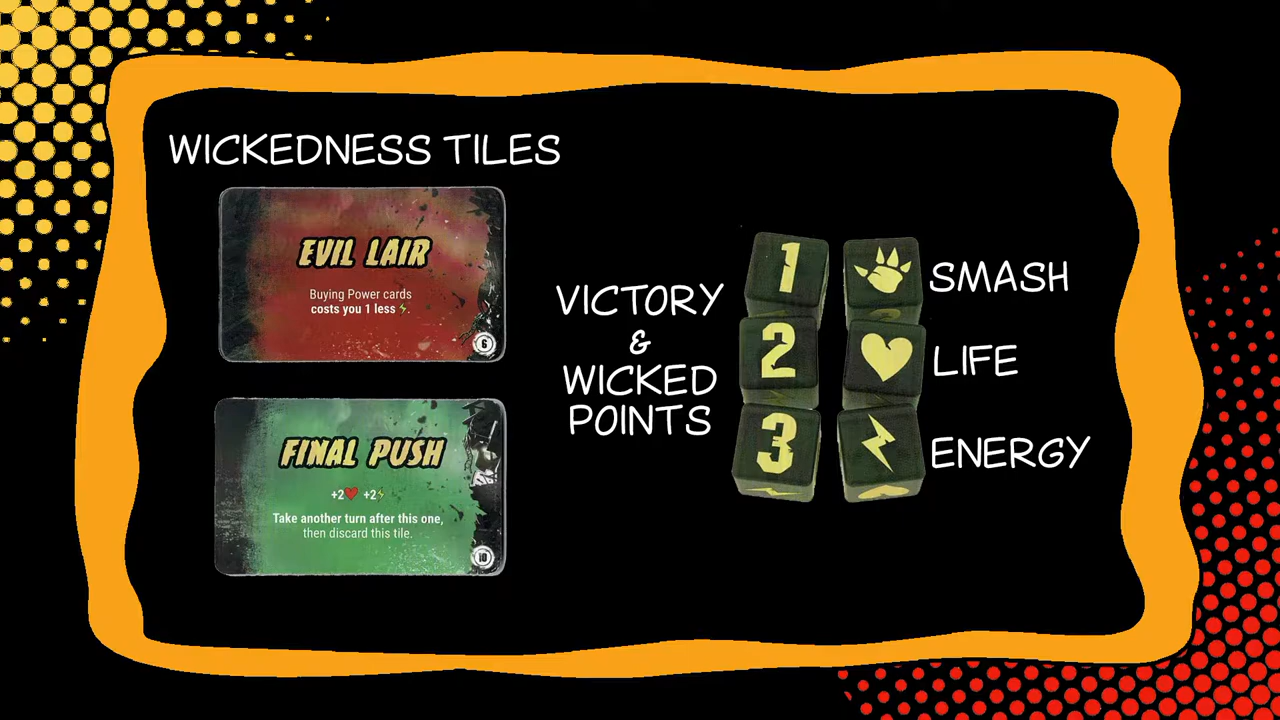 WICKEDNESS TILES
EVIL LAIR
Buying Power cards
costs you 1 less
6
FINAL PUSH
+2 +2
Take another turn after this one,
then discard this tile.
10
VICTORY
&
WICKED
POINTS
1
2
3
SMASH
LIFE
ENERGY